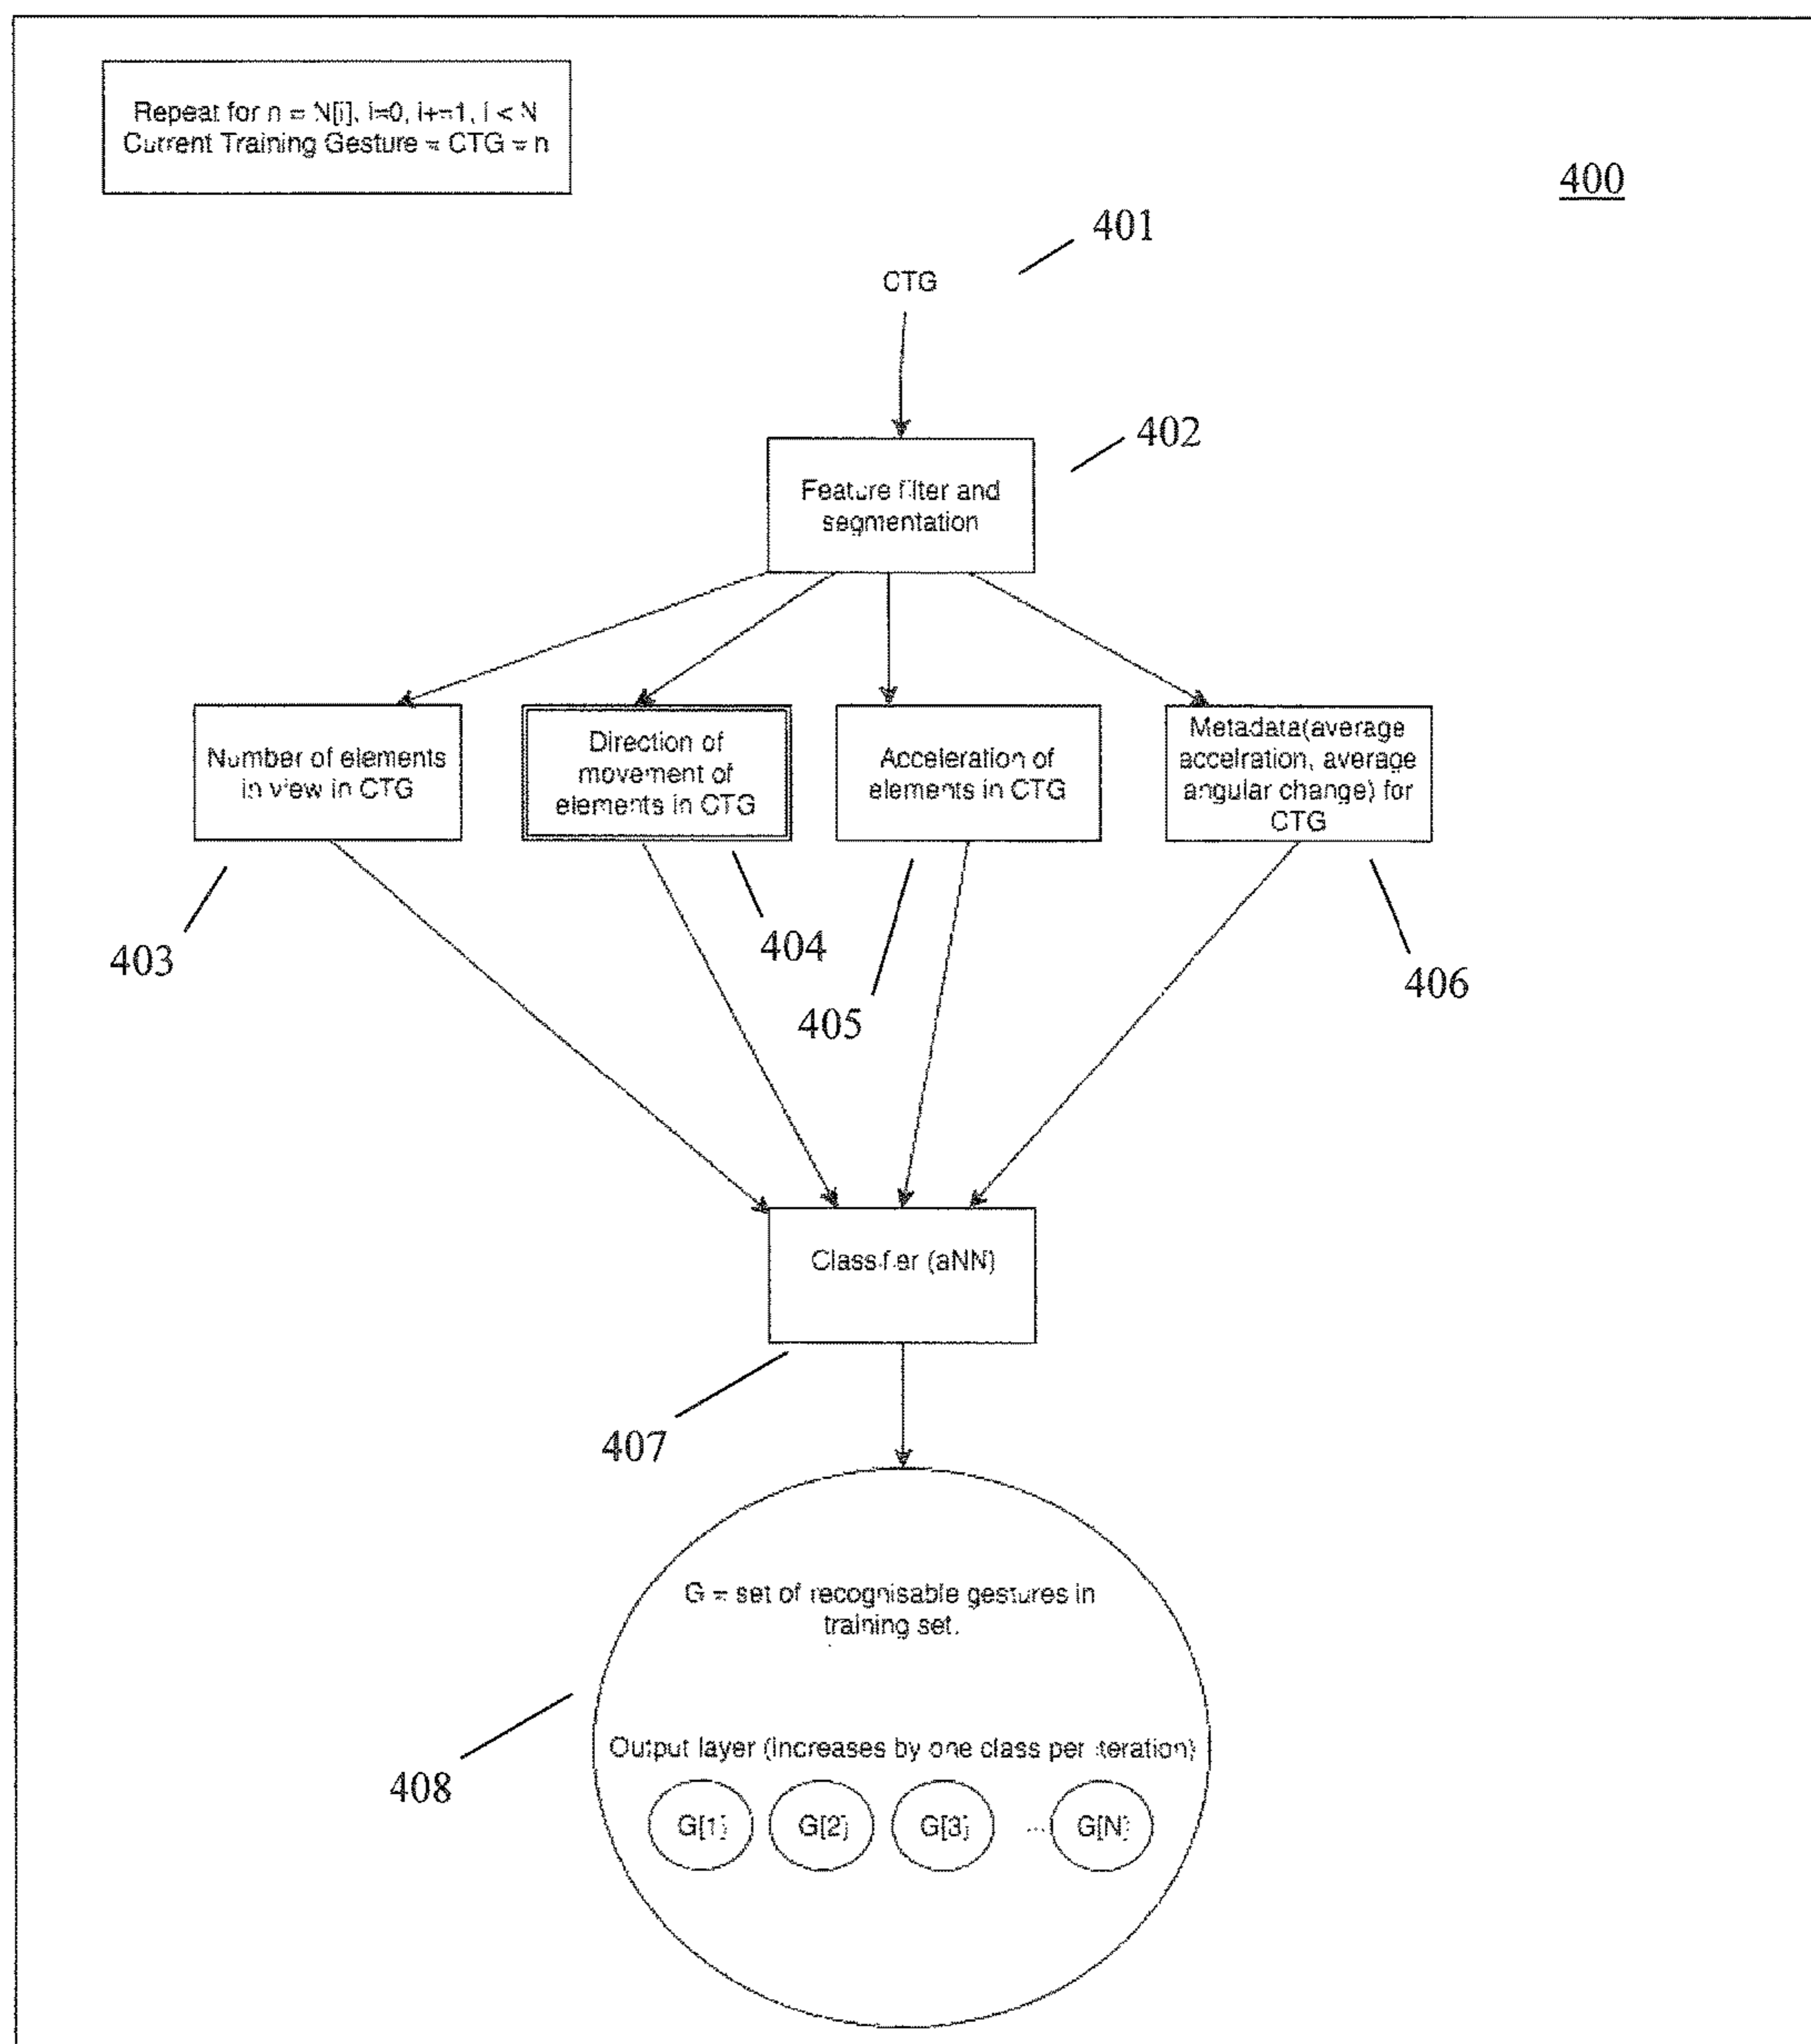 Repeat for n = N[i], i=0, i+=1, i < N
Current Training Gesture = CTG = n
400
401
CTG
402
Feature filter and
segmentation
Number of elements
in view in CTG
Direction of
movement of
elements in CTG
Acceleration of
elements in CTG
Metadata(average
accelration, average
angular change) for
CTG
403
404
405
406
Classifier (aNN)
407
G = set of recognisable gestures in
training set.
Output layer (increases by one class per iteration)
408
G[1] G[2] G[3] ... G[N]